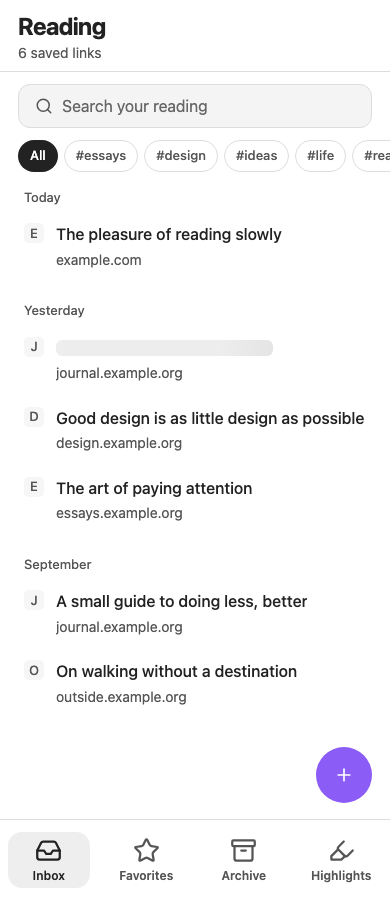 Reading
6 saved links
Search your reading
All #essays #design #ideas #life #rea
Today
E The pleasure of reading slowly
example.com
Yesterday
J
journal.example.org
D Good design is as little design as possible
design.example.org
E The art of paying attention
essays.example.org
September
J A small guide to doing less, better
journal.example.org
O On walking without a destination
outside.example.org
Inbox Favorites Archive Highlights